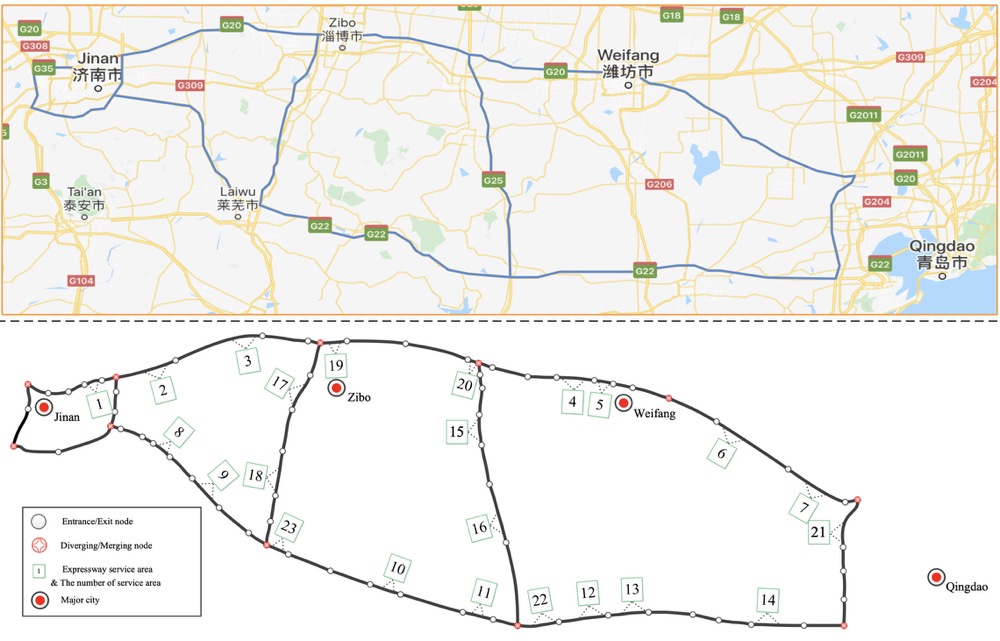 G20
G18
G18
G20
Zibo
淄博市
G308
Jinan
济南市
G35
G309
G20
Weifang
潍坊市
G309
G204
G2011
G2011
G20
G3
Tai'an
泰安市
Laiwu
莱芜市
G25
G206
G204
G22
G22
G22
G22
Qingdao
青岛市
G104
3
19
Zibo
17
20
1
2
4
5
Weifang
Jinan
8
15
6
9
18
7
21
16
23
10
11
22
12
13
14
Qingdao
Entrance/Exit node
Diverging/Merging node
1
Expressway service area
& The number of service area
Major city